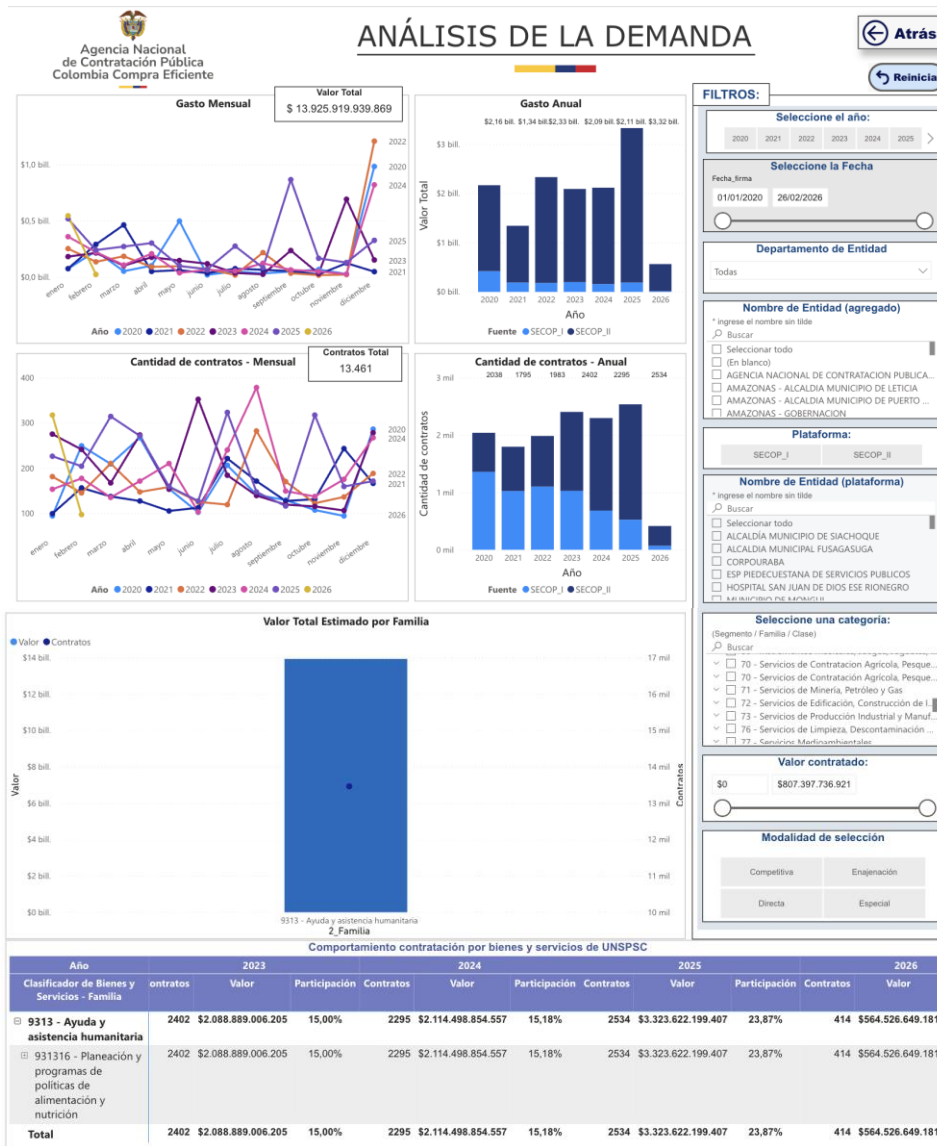 Agencia Nacional
de Contratación Pública
Colombia Compra Eficiente
ANÁLISIS DE LA DEMANDA
Atrás
Reinicia
Gasto Mensual
Valor Total
$ 13.925.919.939.869
$1,0 bill.
$0,5 bill.
$0,0 bill.
2022
2020
2024
2025
2021
enero
febrero
marzo
abril
mayo
junio
julio
agosto
septiembre
octubre
noviembre
diciembre
Año 2020 2021 2022 2023 2024 2025 2026
Gasto Anual
$2,16 bill. $1,34 bill. $2,33 bill. $2,09 bill. $2,11 bill. $3,32 bill.
Valor Total
$3 bill.
$2 bill.
$1 bill.
$0 bill.
2020 2021 2022 2023 2024 2025 2026
Año
Fuente SECOP_I SECOP_II
Cantidad de contratos - Mensual
Contratos Total
13.461
400
300
200
100
2020
2024
2022
2021
2026
enero
febrero
marzo
abril
mayo
junio
julio
agosto
septiembre
octubre
noviembre
diciembre
Año 2020 2021 2022 2023 2024 2025 2026
Cantidad de contratos - Anual
2038 1795 1983 2402 2295 2534
Cantidad de contratos
3 mil
2 mil
1 mil
0 mil
2020 2021 2022 2023 2024 2025 2026
Año
Fuente SECOP_I SECOP_II
FILTROS:
Seleccione el año:
2020 2021 2022 2023 2024 2025
Seleccione la Fecha
Fecha_firma
01/01/2020 26/02/2026
Departamento de Entidad
Todas
Nombre de Entidad (agregado)
* ingrese el nombre sin tilde
Buscar
Seleccionar todo
(En blanco)
AGENCIA NACIONAL DE CONTRATACION PUBLICA...
AMAZONAS - ALCALDIA MUNICIPIO DE LETICIA
AMAZONAS - ALCALDIA MUNICIPIO DE PUERTO ...
AMAZONAS - GOBERNACION
Plataforma:
SECOP_I SECOP_II
Nombre de Entidad (plataforma)
* ingrese el nombre sin tilde
Buscar
Seleccionar todo
ALCALDÍA MUNICIPIO DE SIACHOQUE
ALCALDIA MUNICIPAL FUSAGASUGA
CORPOURABA
ESP PIEDECUESTANA DE SERVICIOS PUBLICOS
HOSPITAL SAN JUAN DE DIOS ESE RIONEGRO
MUNICIPIO DE MONGUI
Seleccione una categoría:
(Segmento / Familia / Clase)
Buscar
70 - Servicios de Contratacion Agrícola, Pesque...
70 - Servicios de Contratación Agrícola, Pesque...
71 - Servicios de Minería, Petróleo y Gas
72 - Servicios de Edificación, Construcción de I...
73 - Servicios de Producción Industrial y Manuf...
76 - Servicios de Limpieza, Descontaminación ...
77 - Servicios Medioambientales
Valor contratado:
$0 $807.397.736.921
Modalidad de selección
Competitiva Enajenación
Directa Especial
Valor Total Estimado por Familia
Valor Contratos
Valor
$14 bill.
$12 bill.
$10 bill.
$8 bill.
$6 bill.
$4 bill.
$2 bill.
$0 bill.
17 mil
16 mil
15 mil
14 mil
13 mil
12 mil
11 mil
10 mil
Contratos
9313 - Ayuda y asistencia humanitaria
2_Familia
Comportamiento contratación por bienes y servicios de UNSPSC
Año 2023 2024 2025 2026
Clasificador de Bienes y Servicios - Familia ontratos Valor Participación Contratos Valor Participación Contratos Valor Participación Contratos Valor
9313 - Ayuda y asistencia humanitaria 2402 $2.088.889.006.205 15,00% 2295 $2.114.498.854.557 15,18% 2534 $3.323.622.199.407 23,87% 414 $564.526.649.181
931316 - Planeación y programas de políticas de alimentación y nutrición 2402 $2.088.889.006.205 15,00% 2295 $2.114.498.854.557 15,18% 2534 $3.323.622.199.407 23,87% 414 $564.526.649.181
Total 2402 $2.088.889.006.205 15,00% 2295 $2.114.498.854.557 15,18% 2534 $3.323.622.199.407 23,87% 414 $564.526.649.181